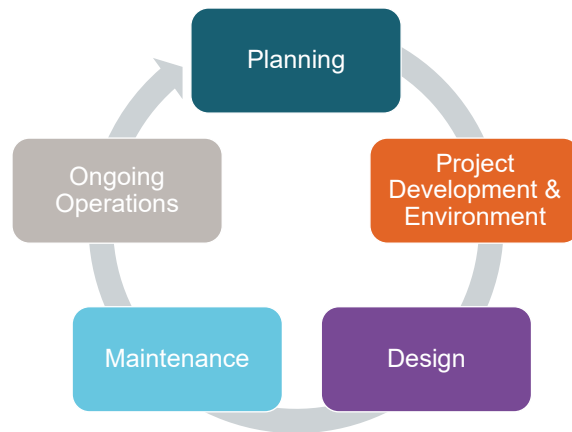 Planning
Project
Development &
Environment
Design
Maintenance
Ongoing
Operations